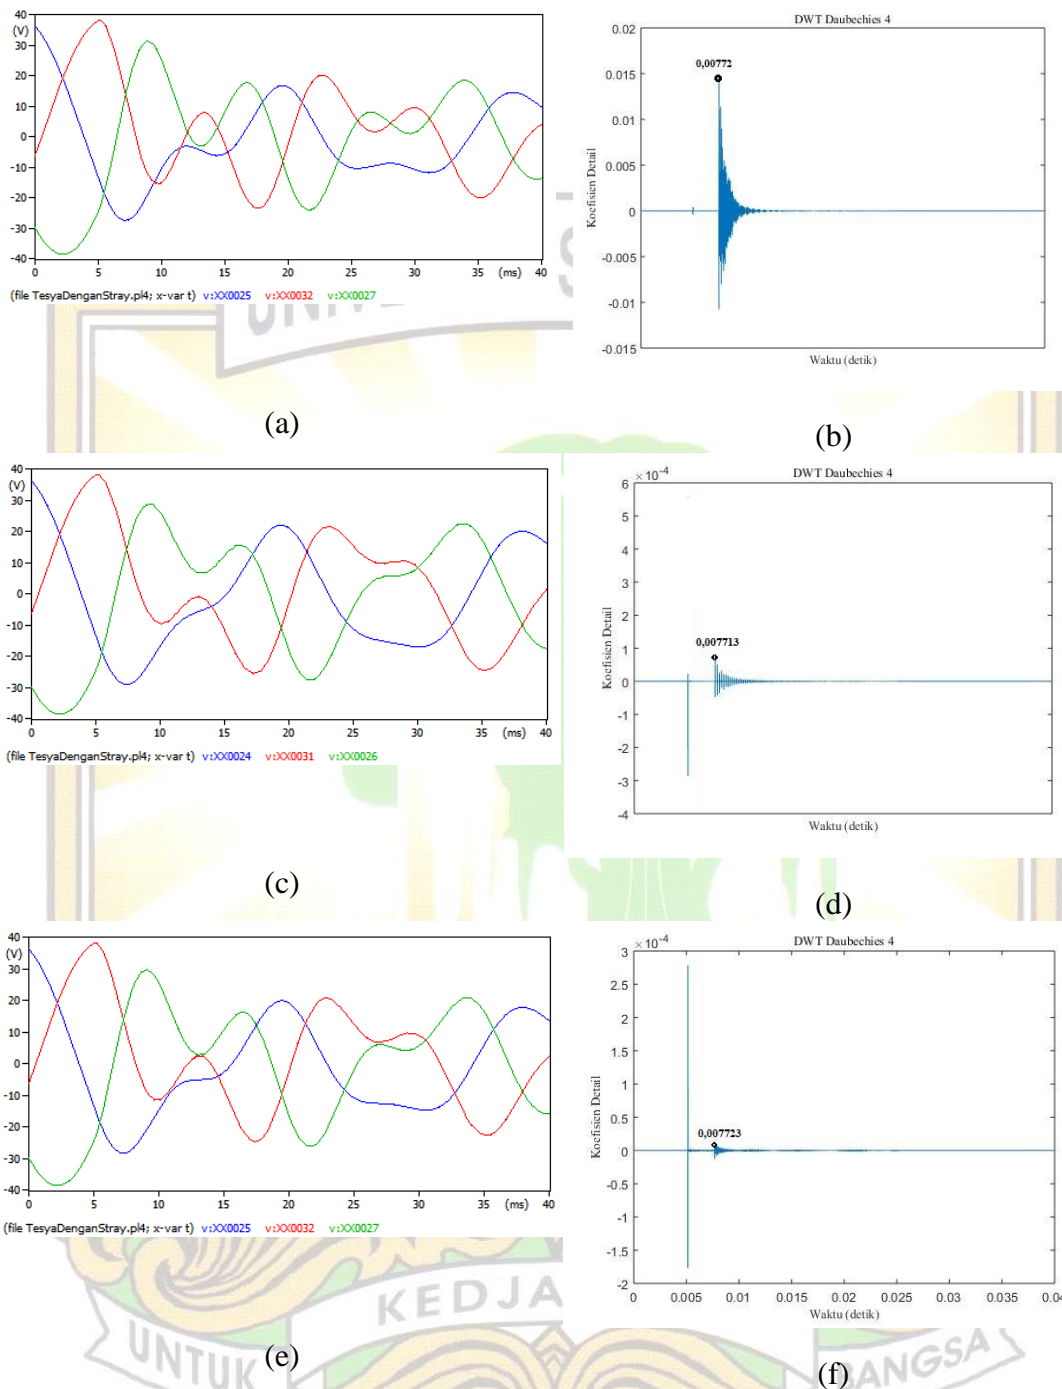 40
(V)
30
20
10
0
-10
-20
-30
-40
0 5 10 15 20 25 30 35 (ms) 40
(file TesyaDenganStray.pl4; x-var t) v:XX0025 v:XX0032 v:XX0027
DWT Daubechies 4
0.02
0.015
0.01
0.005
0
-0.005
-0.01
-0.015
0,00772
Koefisien Detail
Waktu (detik)
UNIVE S
(a)
(b)
40
(V)
30
20
10
0
-10
-20
-30
-40
0 5 10 15 20 25 30 35 (ms) 40
(file TesyaDenganStray.pl4; x-var t) v:XX0024 v:XX0031 v:XX0026
×10⁻⁴
DWT Daubechies 4
6
5
4
3
2
1
0
-1
-2
-3
-4
0,007713
Koefisien Detail
Waktu (detik)
(c)
(d)
40
(V)
30
20
10
0
-10
-20
-30
-40
0 5 10 15 20 25 30 35 (ms) 40
(file TesyaDenganStray.pl4; x-var t) v:XX0025 v:XX0032 v:XX0027
×10⁻⁴
DWT Daubechies 4
3
2.5
2
1.5
1
0.5
0
-0.5
-1
-1.5
-2
0,007723
Koefisien Detail
0 0.005 0.01 0.015 0.02 0.025 0.03 0.035 0.04
Waktu (detik)
KEDJA
UNTUK BANGSA
(e)
(f)